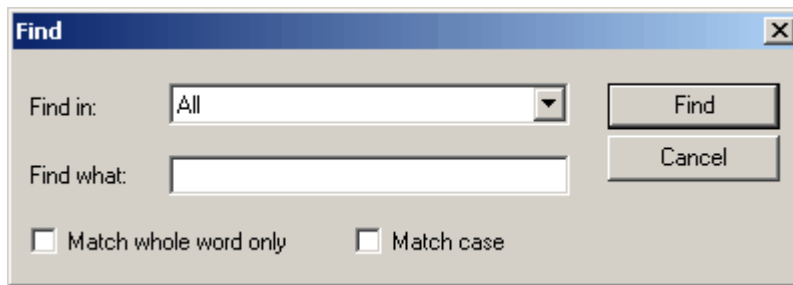 Find
Find in: All Find
Find what: Cancel
Match whole word only Match case